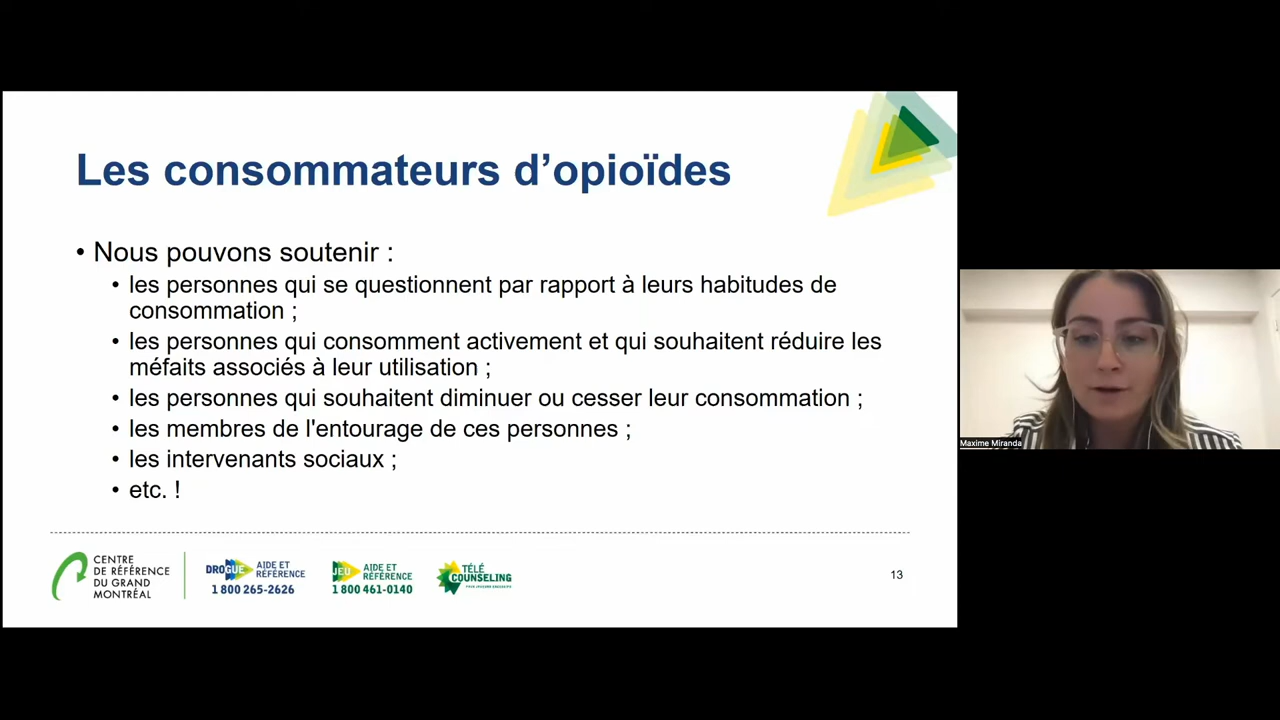 Les consommateurs d’opioïdes
• Nous pouvons soutenir :
• les personnes qui se questionnent par rapport à leurs habitudes de
consommation ;
• les personnes qui consomment activement et qui souhaitent réduire les
méfaits associés à leur utilisation ;
• les personnes qui souhaitent diminuer ou cesser leur consommation ;
• les membres de l'entourage de ces personnes ;
• les intervenants sociaux ;
• etc. !
CENTRE
DE RÉFÉRENCE
DU GRAND
MONTRÉAL
DROGUE AIDE ET
RÉFÉRENCE
1 800 265-2626
JEU AIDE ET
RÉFÉRENCE
1 800 461-0140
TÉLÉ
COUNSELING
13
Maxime Miranda